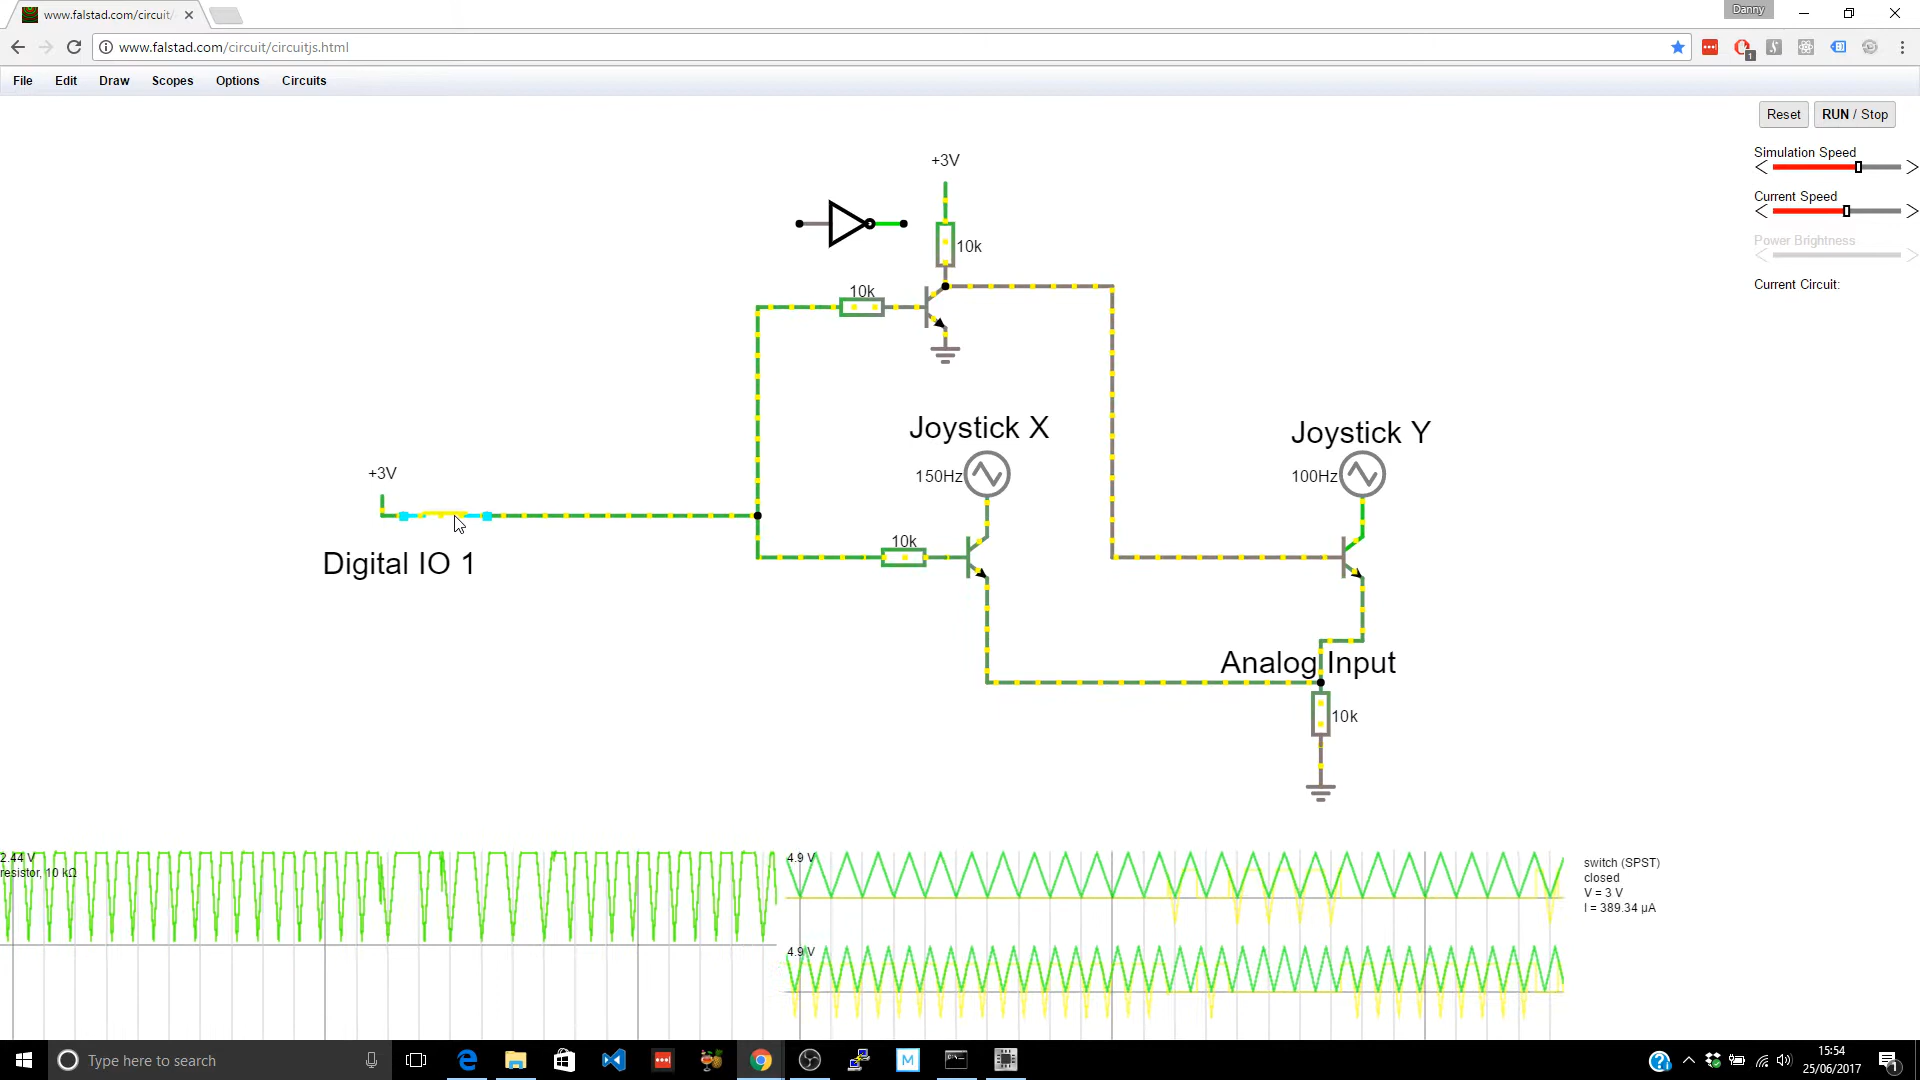 www.falstad.com/circuit/
Danny
www.falstad.com/circuit/circuitjs.html
1
File Edit Draw Scopes Options Circuits
Reset RUN / Stop
Simulation Speed
Current Speed
Power Brightness
Current Circuit:
+3V
10k
10k
Joystick X
Joystick Y
150Hz
100Hz
+3V
10k
Digital IO 1
Analog Input
10k
2.44 V
resistor, 10 kΩ
4.9 V
4.9 V
switch (SPST)
closed
V = 3 V
I = 389.34 μA
Type here to search
M
15:54
25/06/2017
1